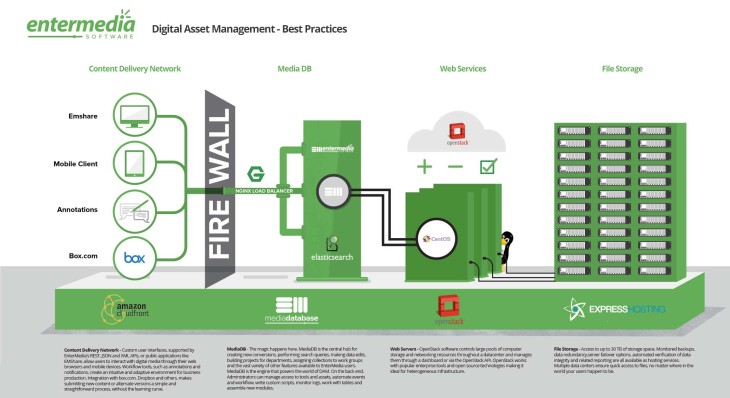 entermedia
SOFTWARE
Digital Asset Management - Best Practices
Content Delivery Network
Media DB
Web Services
File Storage
Emshare
Mobile Client
Annotations
Box.com
box
FIRE WALL
NGINX LOAD BALANCER
entermedia
elasticsearch
openstack
CentOS
amazon
cloudfront
mediadatabase
openstack
EXPRESSHOSTING
Content Delivery Network - Custom user interfaces, supported by
EnterMedia's REST, JSON and XML APIs, or public applications like
EMShare, allow users to interact with digital media through their web
browsers and mobile devices. Workflow tools, such as annotations and
notifications, create an intuitive and adaptive environment for business
production. Integration with box.com, Dropbox and others, makes
submitting new content or alternate versions a simple and
straightforward process, without the learning curve.
MediaDB - The magic happens here. MediaDB is the central hub for
creating new conversions, performing search queries, making data edits,
building projects for departments, assigning collections to work groups
and the vast variety of other features available to EnterMedia users.
MediaDB is the engine that powers the world of DAM. On the back end,
Administrators can manage access to tools and assets, automate events
and workflow, write custom scripts, monitor logs, work with tables and
assemble new modules.
Web Servers - OpenStack software controls large pools of computer
storage and networking resources throughout a datacenter and manages
them through a dashboard or via the OpenStack API. OpenStack works
with popular enterprise tools and open source technologies making it
ideal for heterogeneous infrastructure.
File Storage - Access to up to 30 TB of storage space. Monitored backups,
data redundancy, server failover options, automated verification of data
integrity and related reporting are all available as hosting services.
Multiple data centers ensure quick access to files, no matter where in the
world your users happen to be.